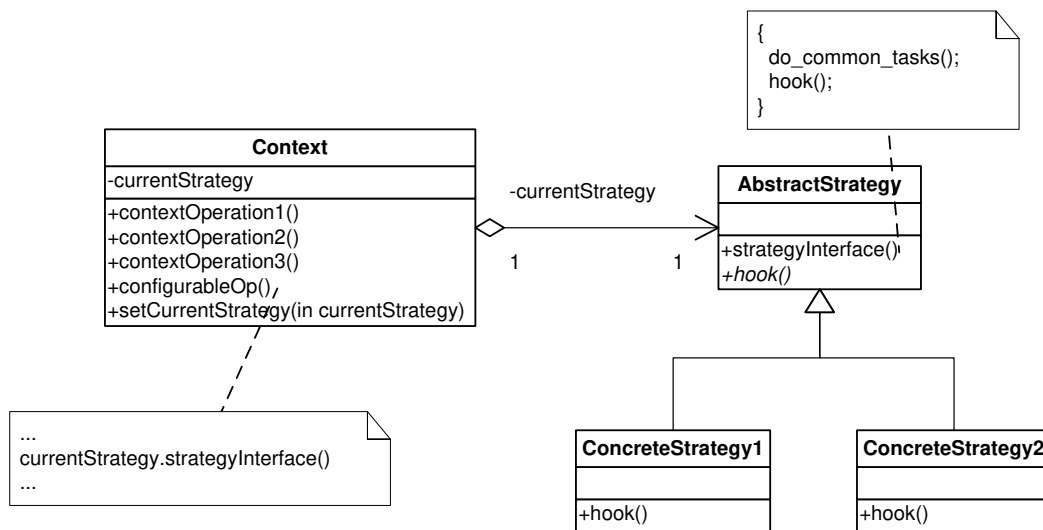 {
do_common_tasks();
hook();
}
Context
-currentStrategy
+contextOperation1()
+contextOperation2()
+contextOperation3()
+configurableOp()
+setCurrentStrategy(in currentStrategy)
-currentStrategy
1
1
AbstractStrategy
+strategyInterface()
+hook()
...
currentStrategy.strategyInterface()
...
ConcreteStrategy1
+hook()
ConcreteStrategy2
+hook()